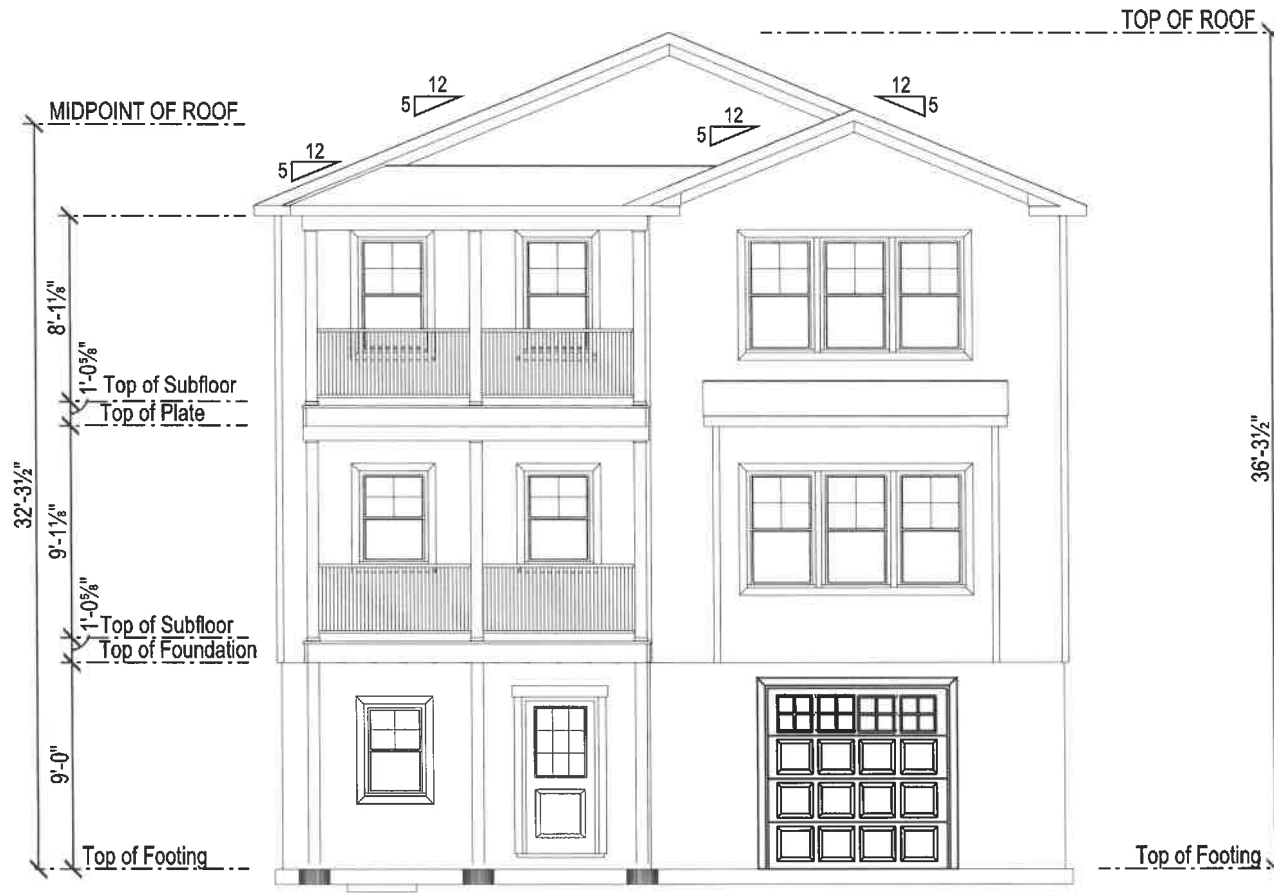 TOP OF ROOF
12
5
12
5
MIDPOINT OF ROOF
12
5
12
5
8'-1⅛"
1'-0⅝"
Top of Subfloor
Top of Plate
32'-3½"
36'-3½"
9'-1⅛"
1'-0⅝"
Top of Subfloor
Top of Foundation
9'-0"
Top of Footing
Top of Footing